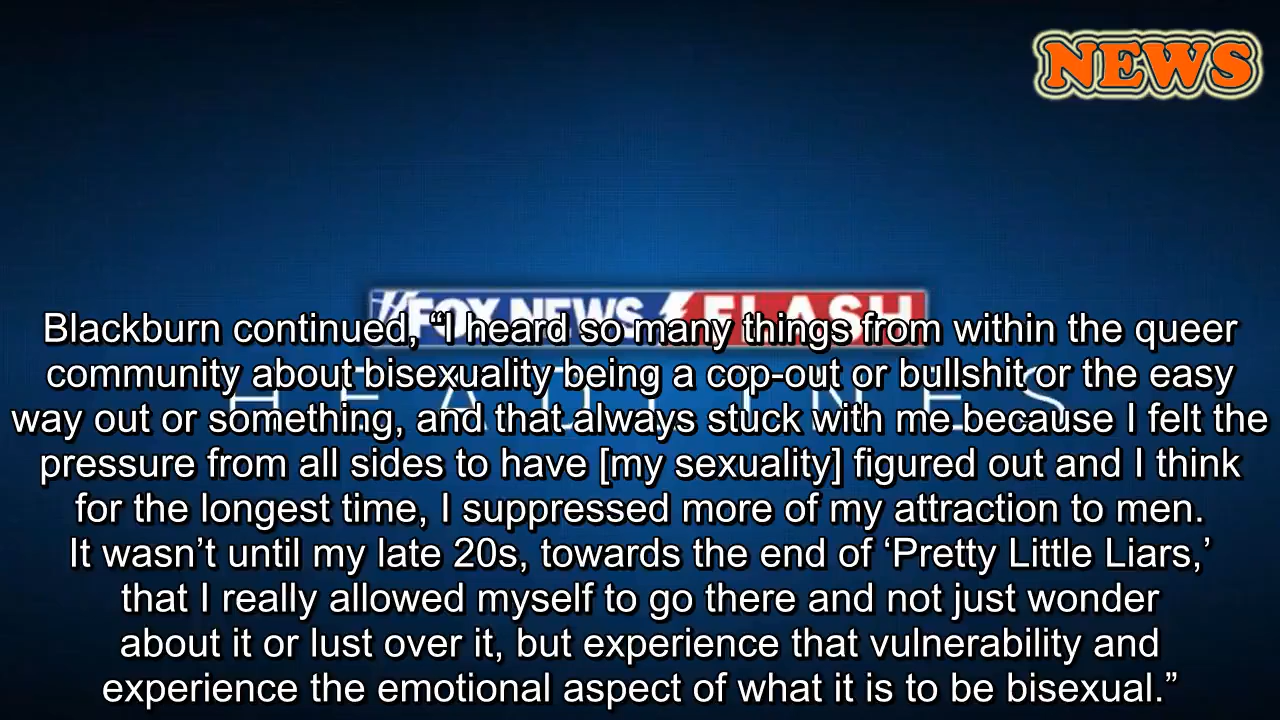 NEWS
FOX NEWS FLASH
HEADLINES
Blackburn continued, “I heard so many things from within the queer
community about bisexuality being a cop-out or bullshit or the easy
way out or something, and that always stuck with me because I felt the
pressure from all sides to have [my sexuality] figured out and I think
for the longest time, I suppressed more of my attraction to men.
It wasn’t until my late 20s, towards the end of ‘Pretty Little Liars,’
that I really allowed myself to go there and not just wonder
about it or lust over it, but experience that vulnerability and
experience the emotional aspect of what it is to be bisexual.”